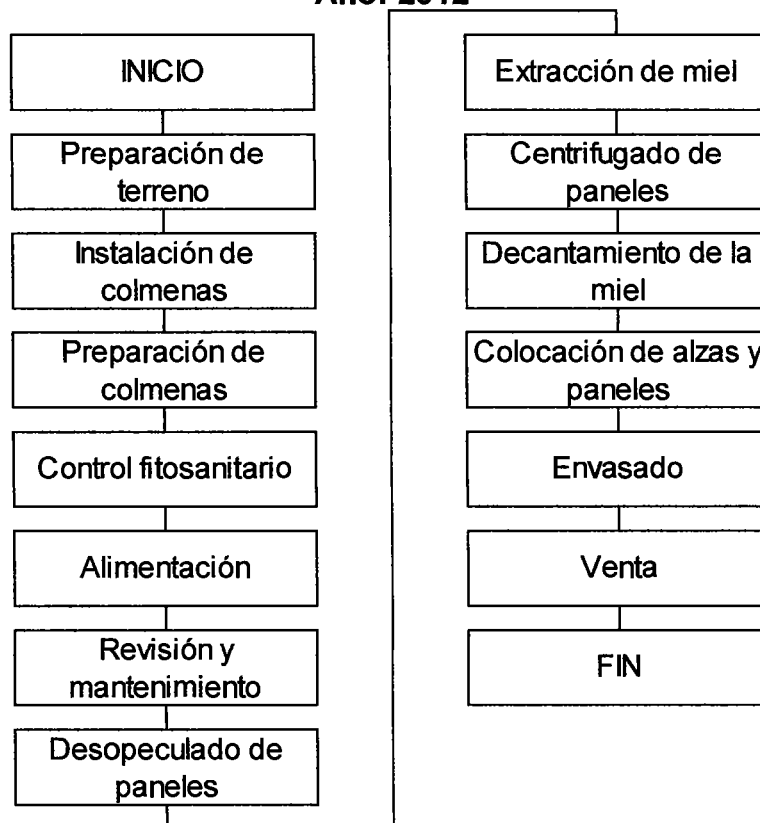 INICIO
Preparación de
terreno
Instalación de
colmenas
Preparación de
colmenas
Control fitosanitario
Alimentación
Revisión y
mantenimiento
Desopeculado de
paneles
Extracción de miel
Centrifugado de
paneles
Decantamiento de la
miel
Colocación de alzas y
paneles
Envasado
Venta
FIN